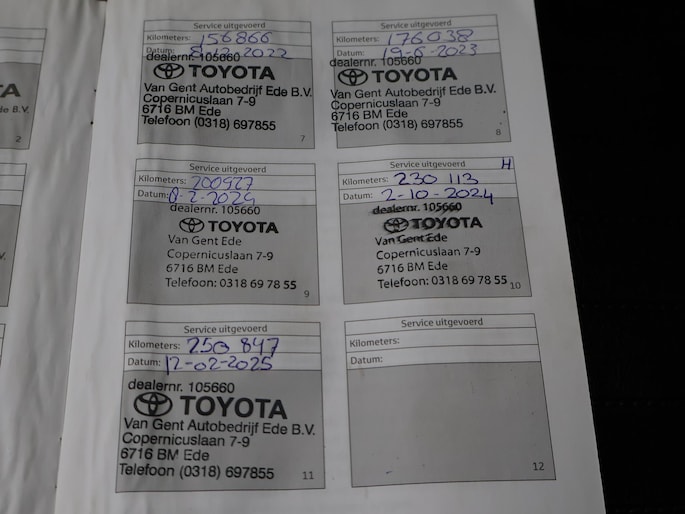 A
de B.V.
2
V.
Service uitgevoerd
Kilometers: 156866
Datum: 8-12-2022
dealernr. 105660
TOYOTA
Van Gent Autobedrijf Ede B.V.
Copernicuslaan 7-9
6716 BM Ede
Telefoon (0318) 697855
7
Service uitgevoerd
Kilometers: 176038
Datum: 19-6-2023
dealernr. 105660
TOYOTA
Van Gent Autobedrijf Ede B.V.
Copernicuslaan 7-9
6716 BM Ede
Telefoon (0318) 697855
8
Service uitgevoerd
Kilometers: 200927
Datum: -2-2024
dealernr. 105660
TOYOTA
Van Gent Ede
Copernicuslaan 7-9
6716 BM Ede
Telefoon: 0318 69 78 55
9
Service uitgevoerd H
Kilometers: 230 113
Datum: 2-10-2024
dealernr. 105660
TOYOTA
Van Gent Ede
Copernicuslaan 7-9
6716 BM Ede
Telefoon: 0318 69 78 55
10
Service uitgevoerd
Kilometers: 250 847
Datum: 12-02-2025
dealernr. 105660
TOYOTA
Van Gent Autobedrijf Ede B.V.
Copernicuslaan 7-9
6716 BM Ede
Telefoon (0318) 697855
11
Service uitgevoerd
Kilometers:
Datum:
12